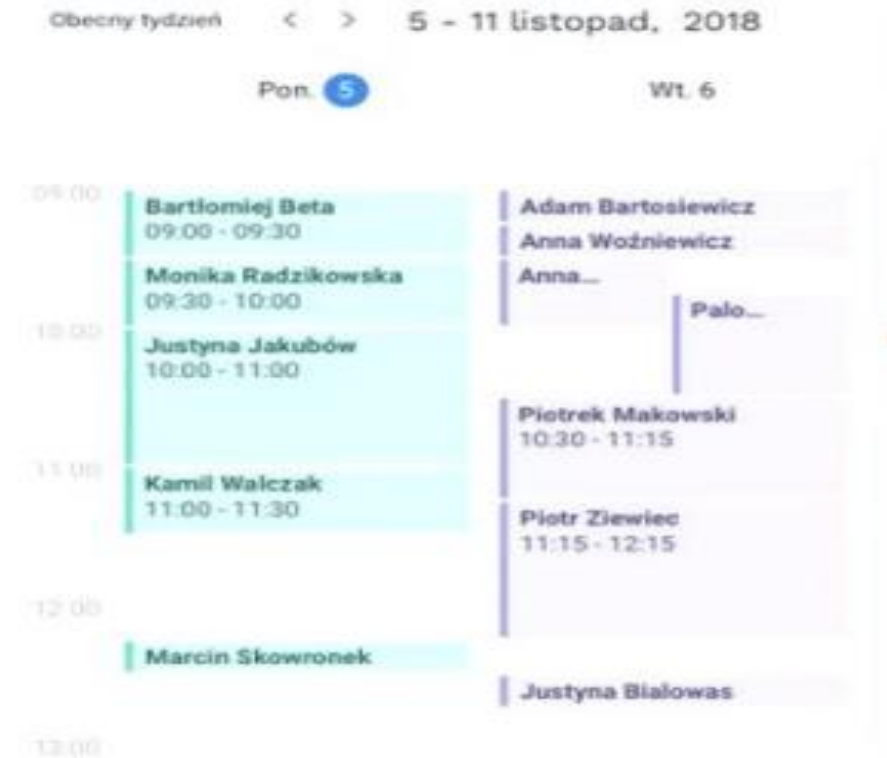 Obecny tydzień < > 5 - 11 listopad, 2018
Pon. 5 Wt. 6
09:00
Bartłomiej Beta
09:00 - 09:30
Monika Radzikowska
09:30 - 10:00
10:00
Justyna Jakubów
10:00 - 11:00
11:00
Kamil Walczak
11:00 - 11:30
12:00
Marcin Skowronek
13:00
Adam Bartosiewicz
Anna Woźniewicz
Anna...
Palo...
Piotrek Makowski
10:30 - 11:15
Piotr Ziewiec
11:15 - 12:15
Justyna Bialowas